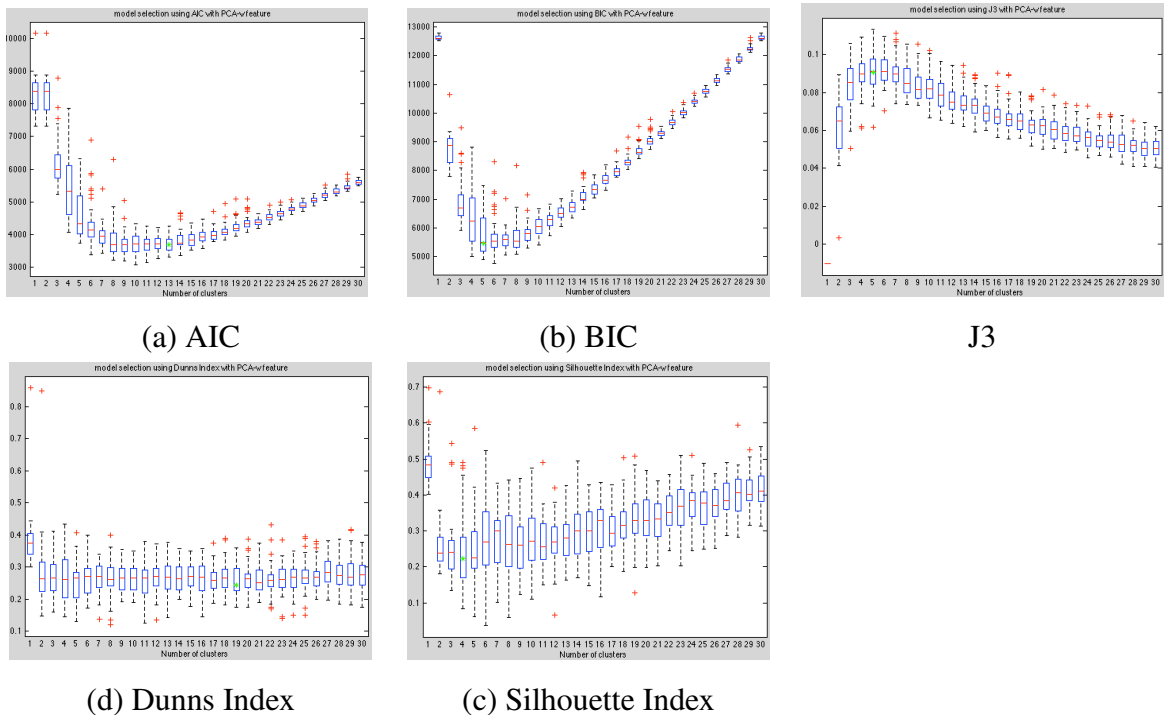 model selection using AIC with PCA-w feature
10000
9000
8000
7000
6000
5000
4000
3000
1 2 3 4 5 6 7 8 9 10 11 12 13 14 15 16 17 18 19 20 21 22 23 24 25 26 27 28 29 30
Number of clusters
(a) AIC
model selection using BIC with PCA-w feature
13000
12000
11000
10000
9000
8000
7000
6000
5000
1 2 3 4 5 6 7 8 9 10 11 12 13 14 15 16 17 18 19 20 21 22 23 24 25 26 27 28 29 30
Number of clusters
(b) BIC
model selection using J3 with PCA-w feature
0.1
0.08
0.06
0.04
0.02
0
1 2 3 4 5 6 7 8 9 10 11 12 13 14 15 16 17 18 19 20 21 22 23 24 25 26 27 28 29 30
Number of clusters
J3
model selection using Dunns Index with PCA-w feature
0.8
0.7
0.6
0.5
0.4
0.3
0.2
0.1
1 2 3 4 5 6 7 8 9 10 11 12 13 14 15 16 17 18 19 20 21 22 23 24 25 26 27 28 29 30
Number of clusters
(d) Dunns Index
model selection using Silhouette Index with PCA-w feature
0.7
0.6
0.5
0.4
0.3
0.2
0.1
1 2 3 4 5 6 7 8 9 10 11 12 13 14 15 16 17 18 19 20 21 22 23 24 25 26 27 28 29 30
Number of clusters
(c) Silhouette Index